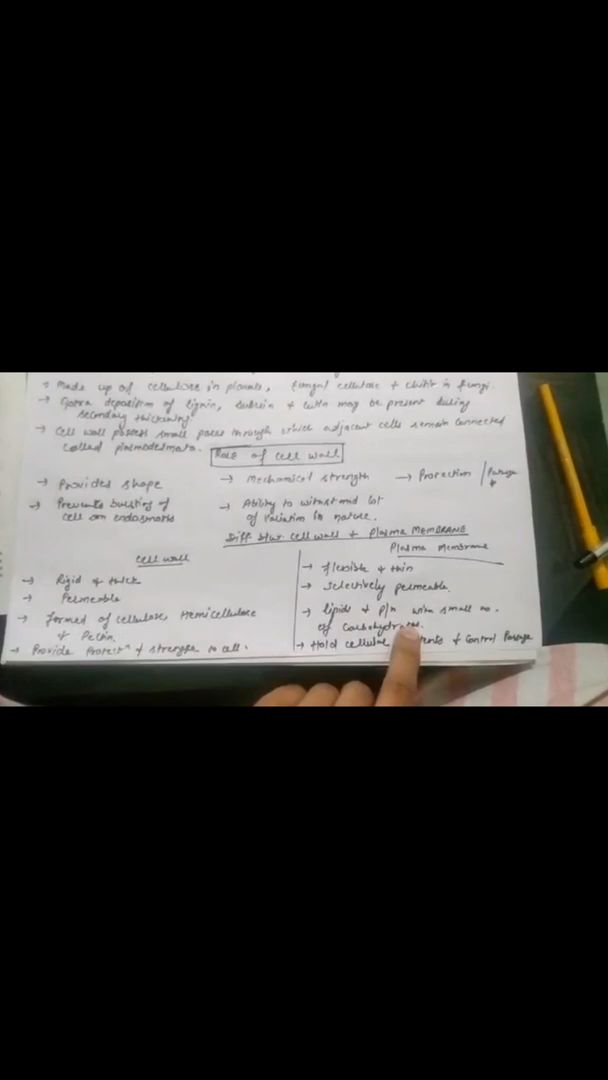 → Made up of cellulose in plants, fungal cellulose + chitin in fungi.
→ Extra deposition of lignin, suberin + cutin may be present during
secondary thickening.
→ Cell wall possess small pores through which adjacent cells remain connected
called plasmodesmata.
Role of cell wall
→ Provides shape → Mechanical strength → Protection
→ Prevents bursting of → Ability to withstand lot
cell on endosmosis of variation in nature.
Diff btw cell wall + PLASMA MEMBRANE
cell wall Plasma membrane
→ Rigid & thick → flexible & thin
→ Permeable → selectively permeable.
→ formed of cellulose, Hemicellulose → lipids + P/n with small no.
+ Pectin. of Carbohydrates.
→ Provide Protectn & strength to cell. → Hold cellular & Control Passage